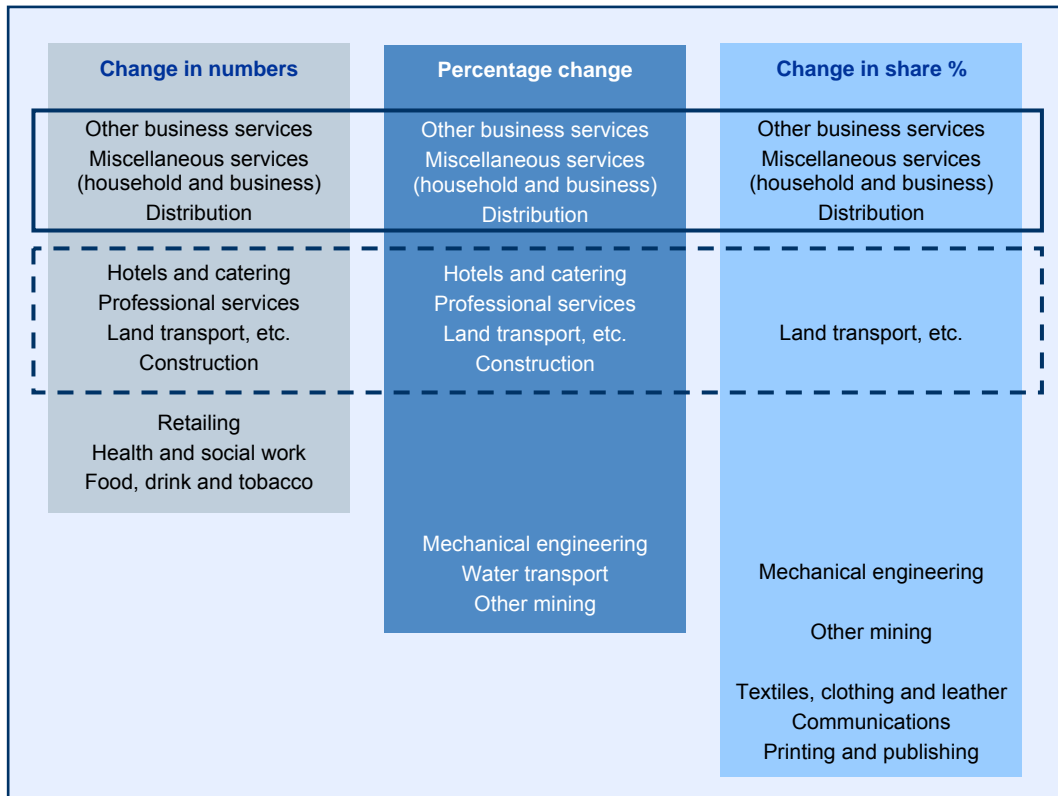 Change in numbers
Other business services
Miscellaneous services
(household and business)
Distribution
Hotels and catering
Professional services
Land transport, etc.
Construction
Retailing
Health and social work
Food, drink and tobacco
Percentage change
Other business services
Miscellaneous services
(household and business)
Distribution
Hotels and catering
Professional services
Land transport, etc.
Construction
Mechanical engineering
Water transport
Other mining
Change in share %
Other business services
Miscellaneous services
(household and business)
Distribution
Land transport, etc.
Mechanical engineering
Other mining
Textiles, clothing and leather
Communications
Printing and publishing